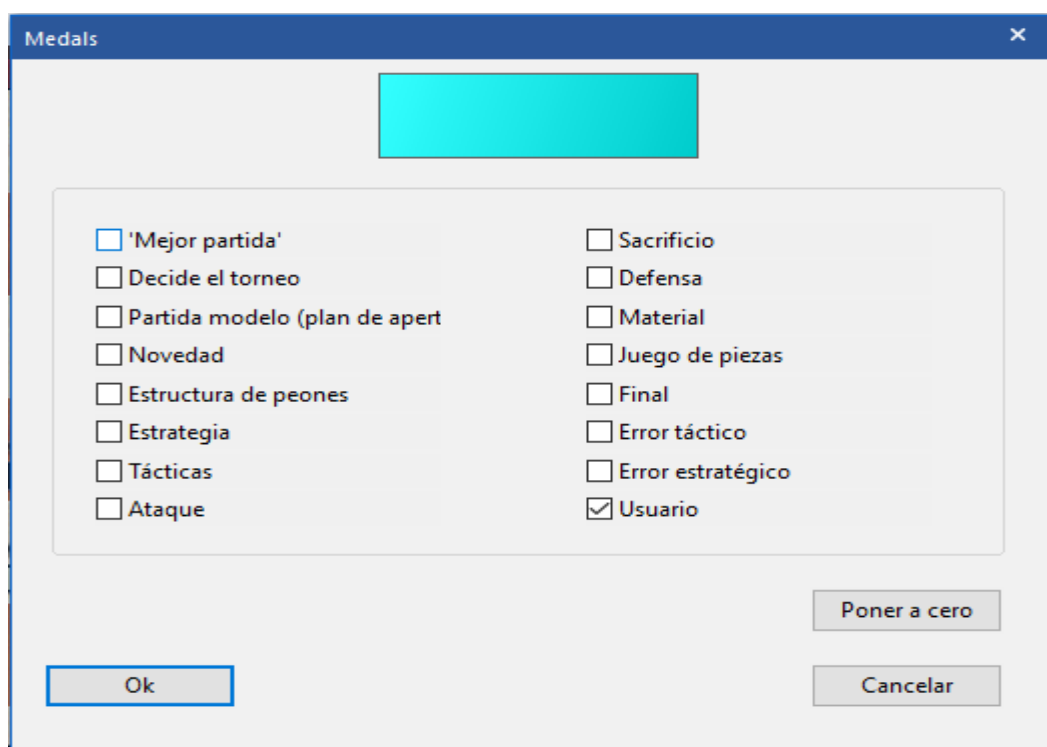 Medals
'Mejor partida'
Decide el torneo
Partida modelo (plan de apert
Novedad
Estructura de peones
Estrategia
Tácticas
Ataque
Sacrificio
Defensa
Material
Juego de piezas
Final
Error táctico
Error estratégico
Usuario
Poner a cero
Ok
Cancelar